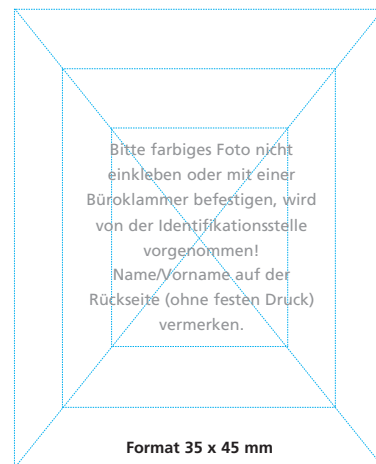 Bitte farbiges Foto nicht
einkleben oder mit einer
Büroklammer befestigen, wird
von der Identifikationsstelle
vorgenommen!
Name/Vorname auf der
Rückseite (ohne festen Druck)
vermerken.
Format 35 x 45 mm